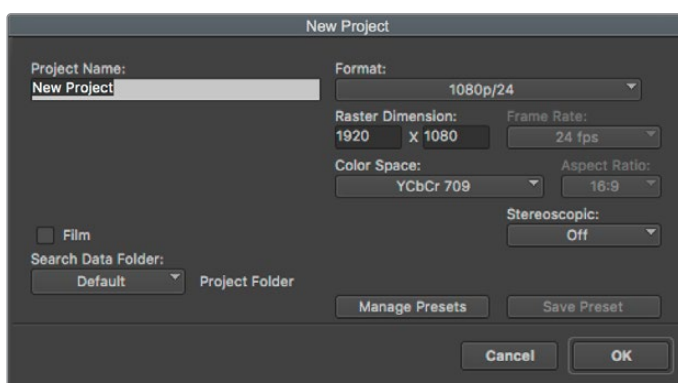 New Project
Project Name:
New Project
Format:
1080p/24
Raster Dimension:
1920 x 1080
Frame Rate:
24 fps
Color Space:
YCbCr 709
Aspect Ratio:
16:9
Stereoscopic:
Off
Film
Search Data Folder:
Default
Project Folder
Manage Presets
Save Preset
Cancel
OK